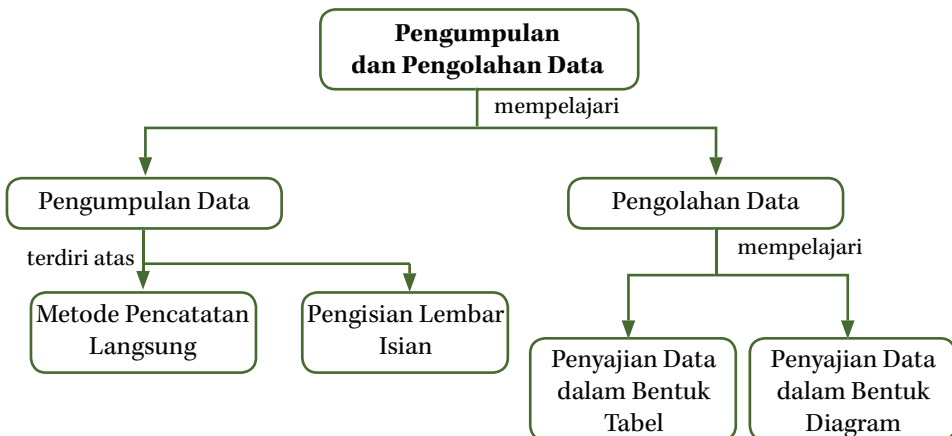 Pengumpulan
dan Pengolahan Data
mempelajari
Pengumpulan Data
Pengolahan Data
terdiri atas
mempelajari
Metode Pencatatan
Langsung
Pengisian Lembar
Isian
Penyajian Data
dalam Bentuk
Tabel
Penyajian Data
dalam Bentuk
Diagram